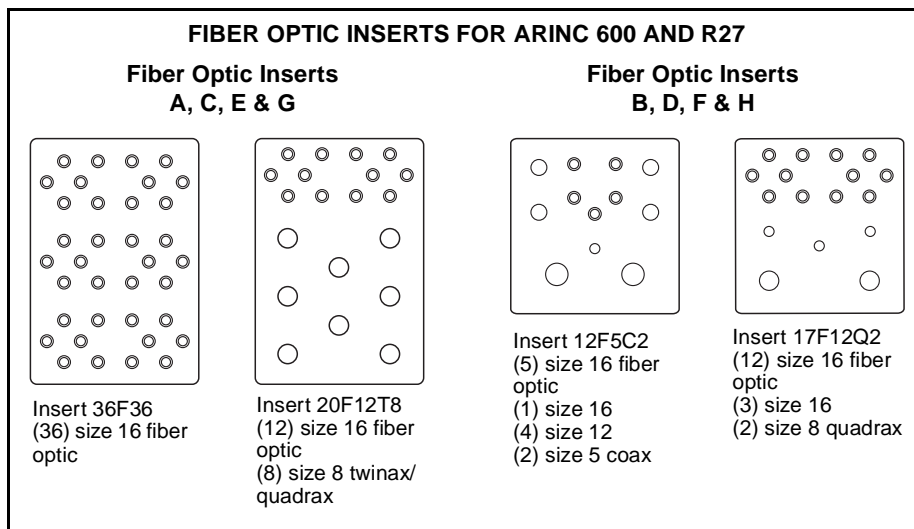 FIBER OPTIC INSERTS FOR ARINC 600 AND R27
Fiber Optic Inserts
A, C, E & G
Fiber Optic Inserts
B, D, F & H
Insert 36F36
(36) size 16 fiber
optic
Insert 20F12T8
(12) size 16 fiber
optic
(8) size 8 twinax/
quadrax
Insert 12F5C2
(5) size 16 fiber
optic
(1) size 16
(4) size 12
(2) size 5 coax
Insert 17F12Q2
(12) size 16 fiber
optic
(3) size 16
(2) size 8 quadrax